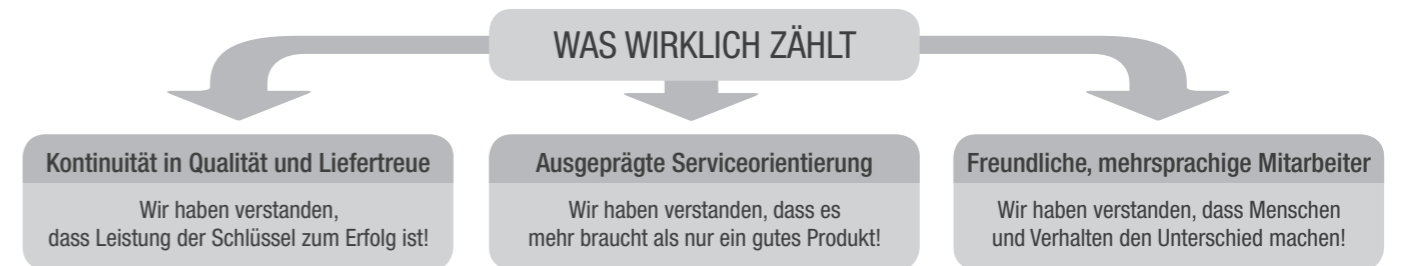 WAS WIRKLICH ZÄHLT
Kontinuität in Qualität und Liefertreue
Wir haben verstanden,
dass Leistung der Schlüssel zum Erfolg ist!
Ausgeprägte Serviceorientierung
Wir haben verstanden, dass es
mehr braucht als nur ein gutes Produkt!
Freundliche, mehrsprachige Mitarbeiter
Wir haben verstanden, dass Menschen
und Verhalten den Unterschied machen!